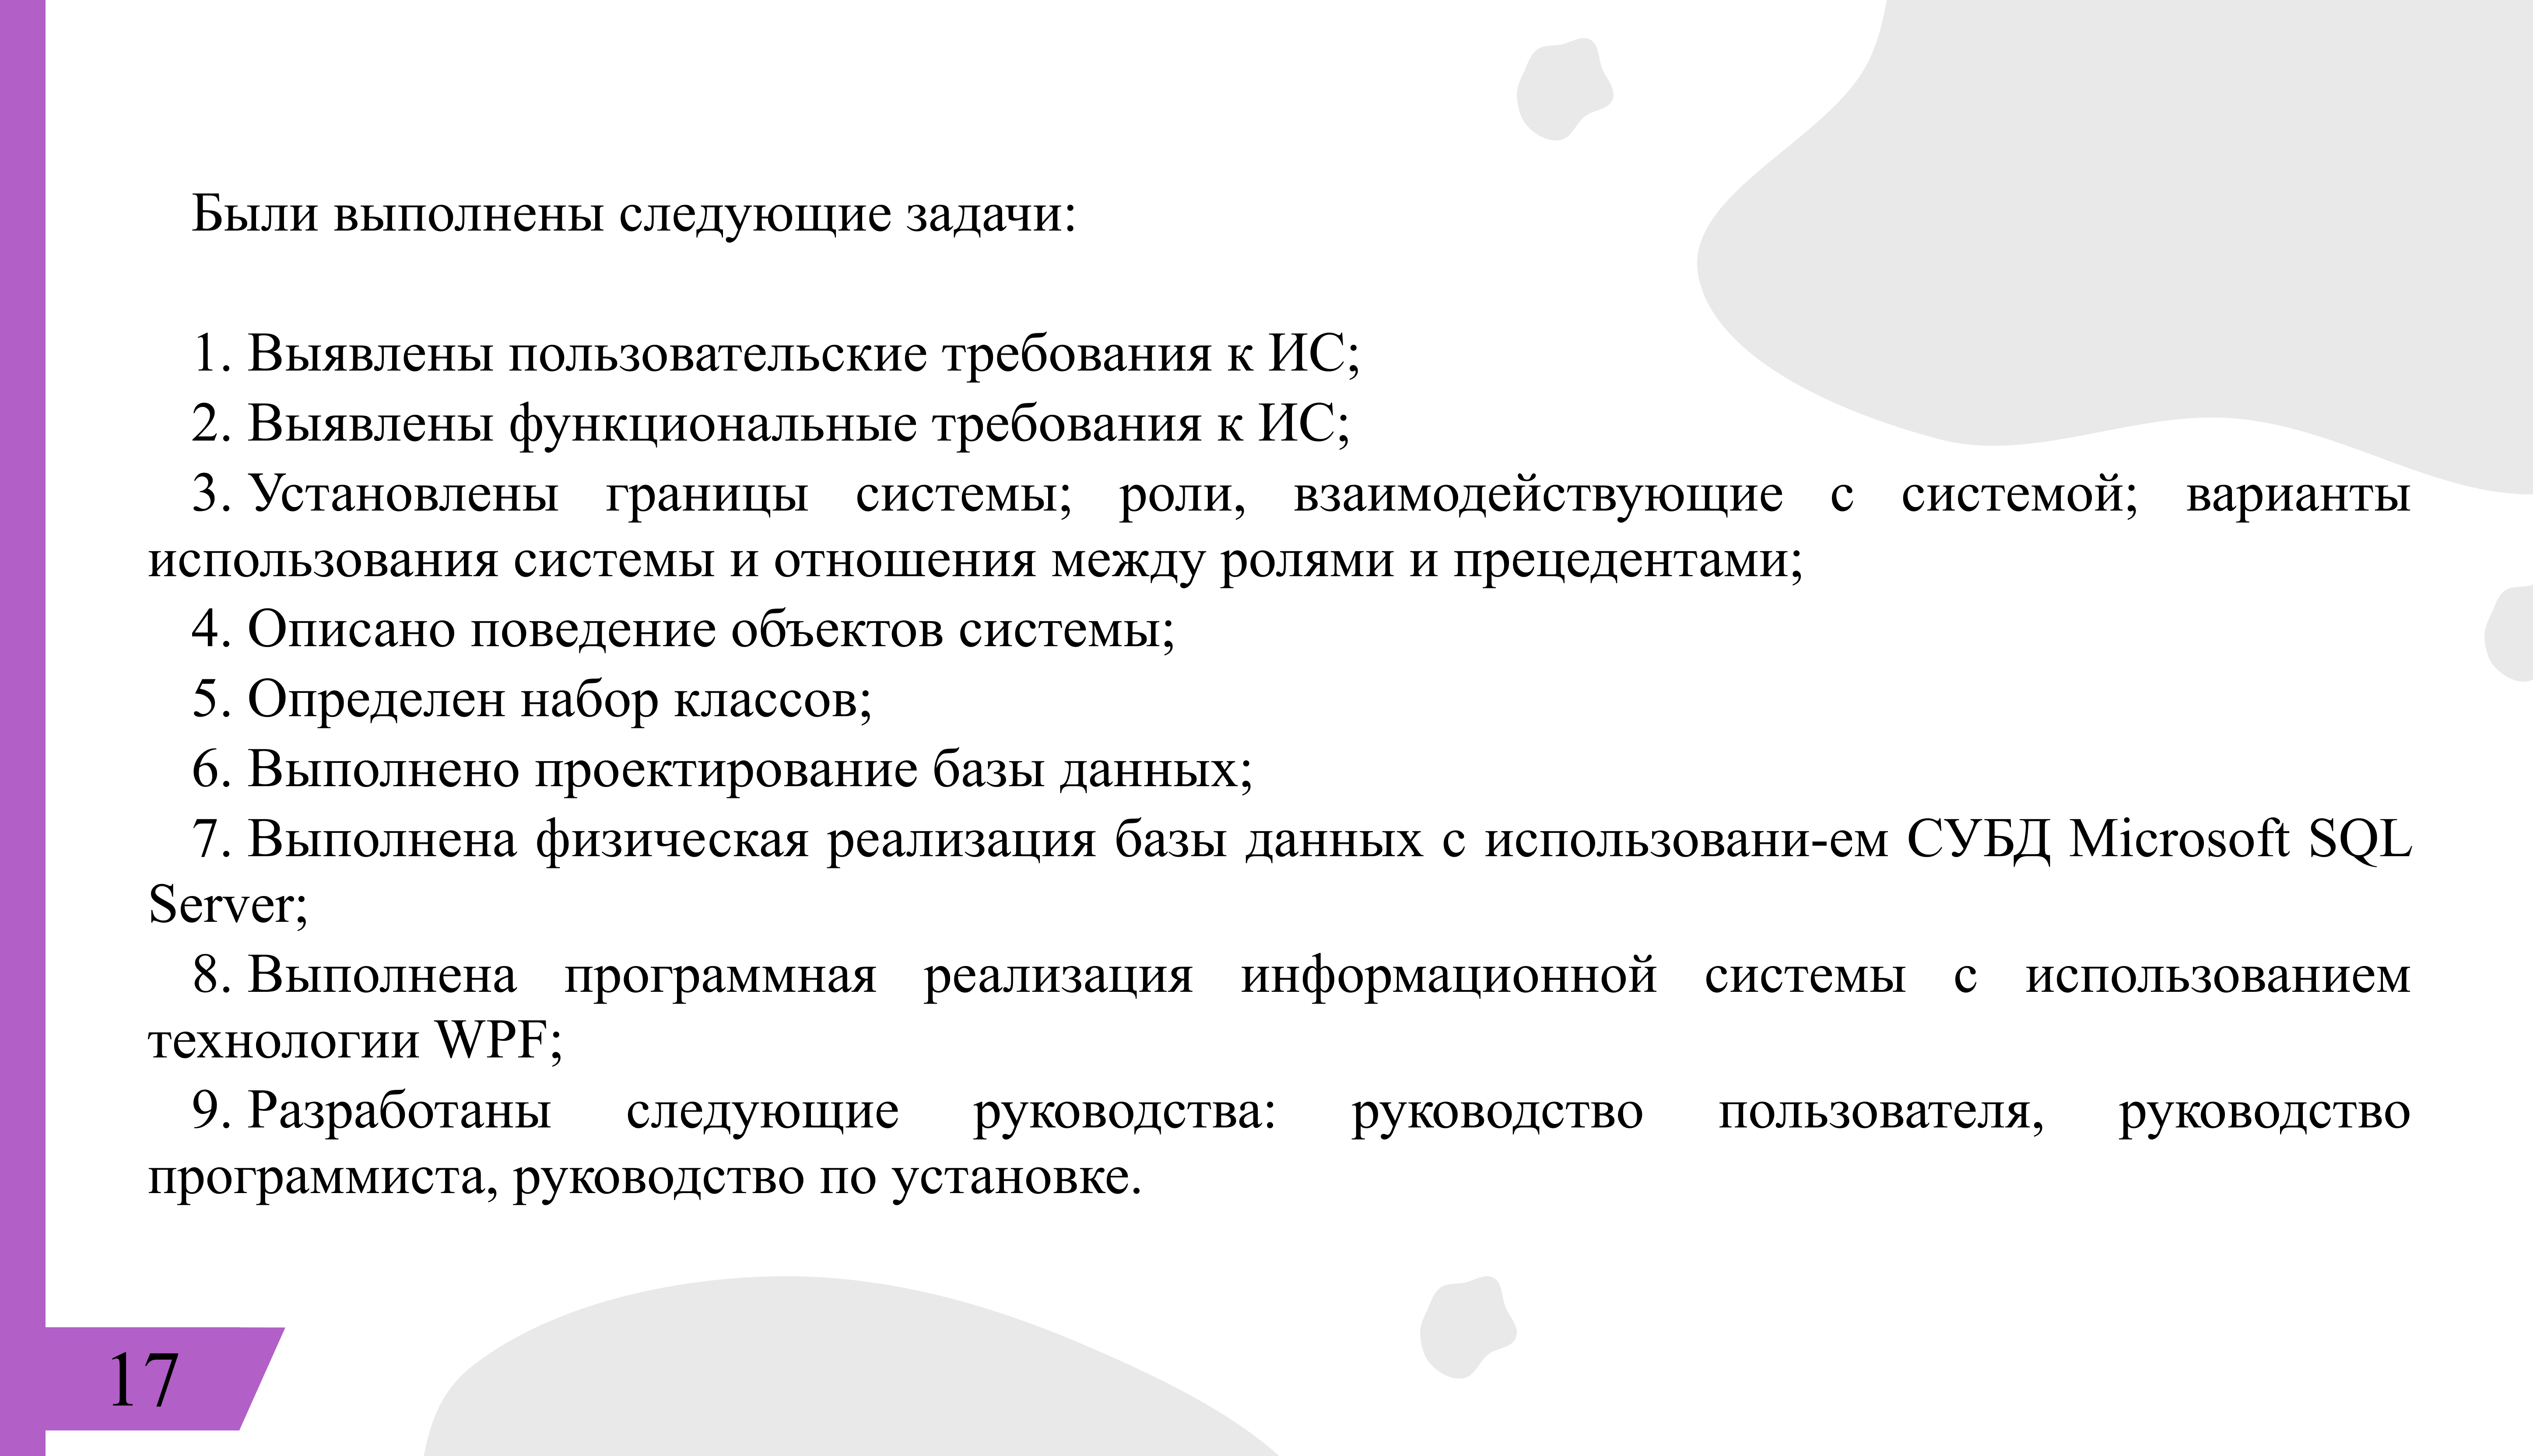 Были выполнены следующие задачи:
1. Выявлены пользовательские требования к ИС;
2. Выявлены функциональные требования к ИС;
3. Установлены границы системы; роли, взаимодействующие с системой; варианты
использования системы и отношения между ролями и прецедентами;
4. Описано поведение объектов системы;
5. Определен набор классов;
6. Выполнено проектирование базы данных;
7. Выполнена физическая реализация базы данных с использовани-ем СУБД Microsoft SQL
Server;
8. Выполнена программная реализация информационной системы с использованием
технологии WPF;
9. Разработаны следующие руководства: руководство пользователя, руководство
программиста, руководство по установке.
17